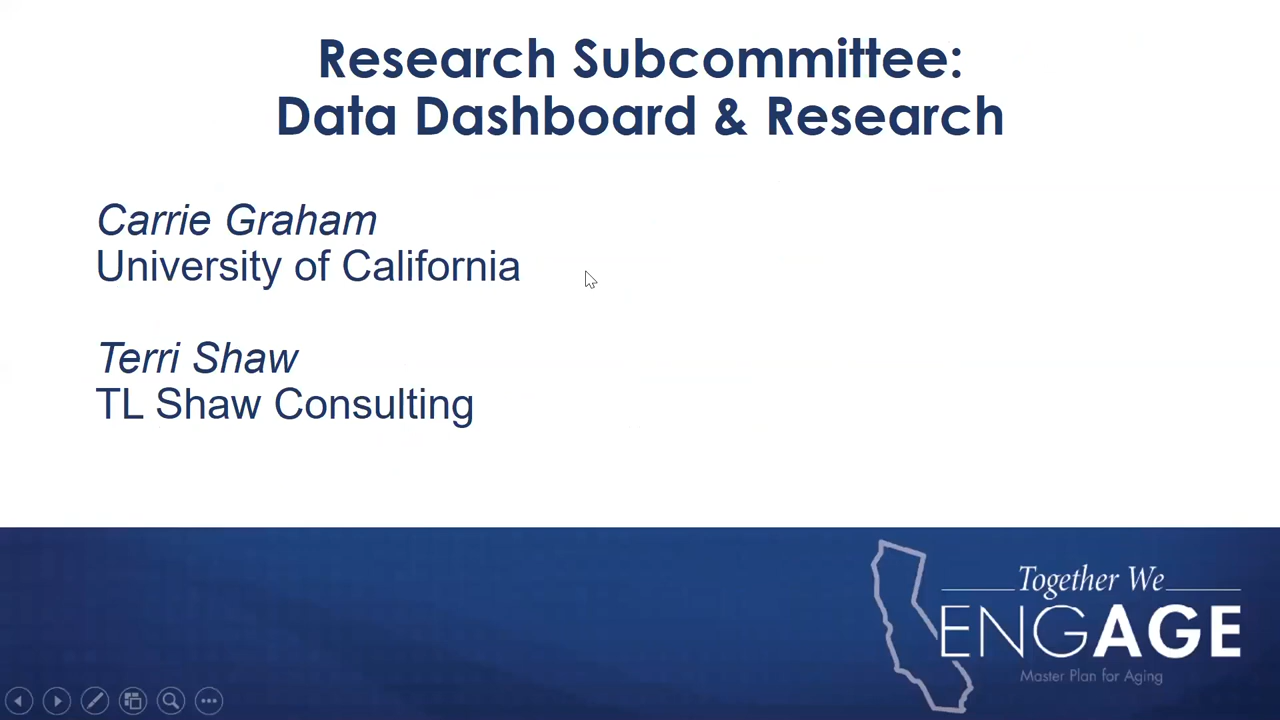 Research Subcommittee:
Data Dashboard & Research
Carrie Graham
University of California
Terri Shaw
TL Shaw Consulting
Together We
ENGAGE
Master Plan for Aging